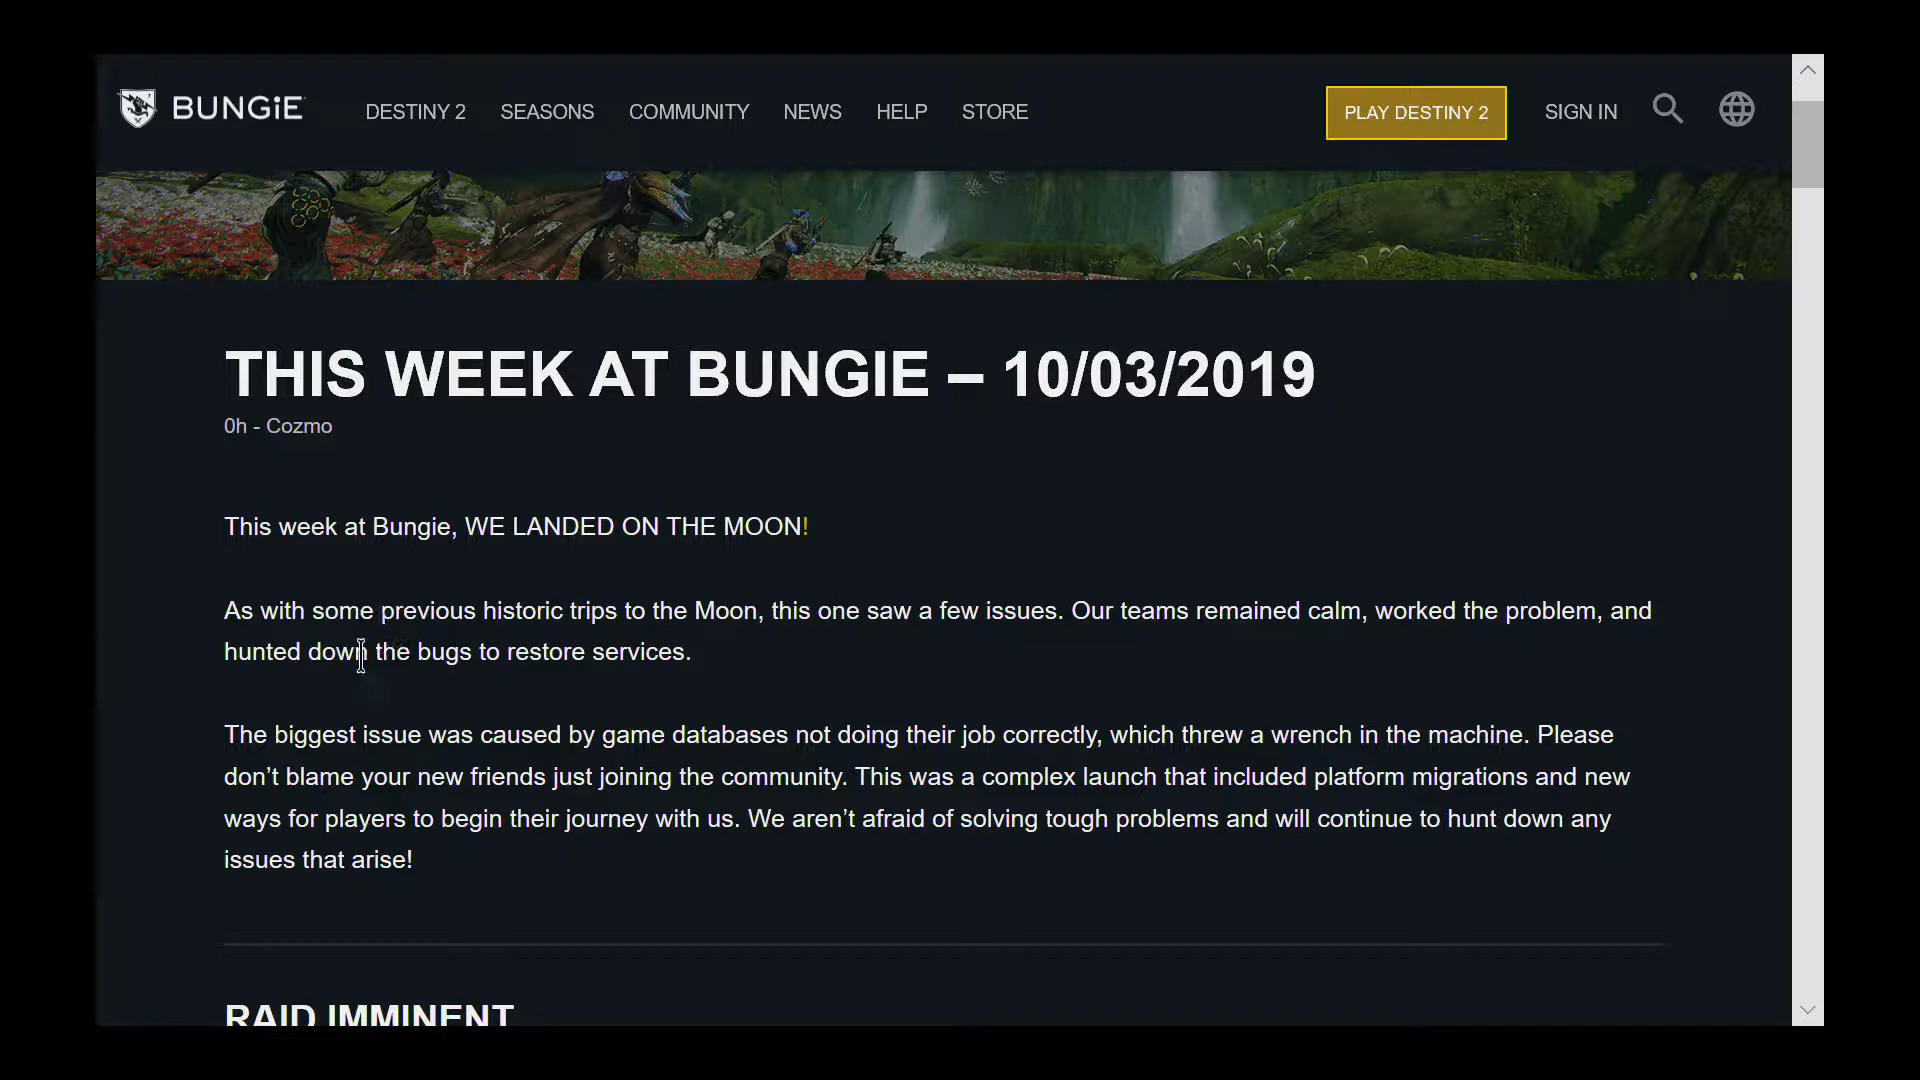 BUNGiE DESTINY 2 SEASONS COMMUNITY NEWS HELP STORE PLAY DESTINY 2 SIGN IN
THIS WEEK AT BUNGIE – 10/03/2019
0h - Cozmo
This week at Bungie, WE LANDED ON THE MOON!
As with some previous historic trips to the Moon, this one saw a few issues. Our teams remained calm, worked the problem, and
hunted down the bugs to restore services.
The biggest issue was caused by game databases not doing their job correctly, which threw a wrench in the machine. Please
don’t blame your new friends just joining the community. This was a complex launch that included platform migrations and new
ways for players to begin their journey with us. We aren’t afraid of solving tough problems and will continue to hunt down any
issues that arise!
RAID IMMINENT